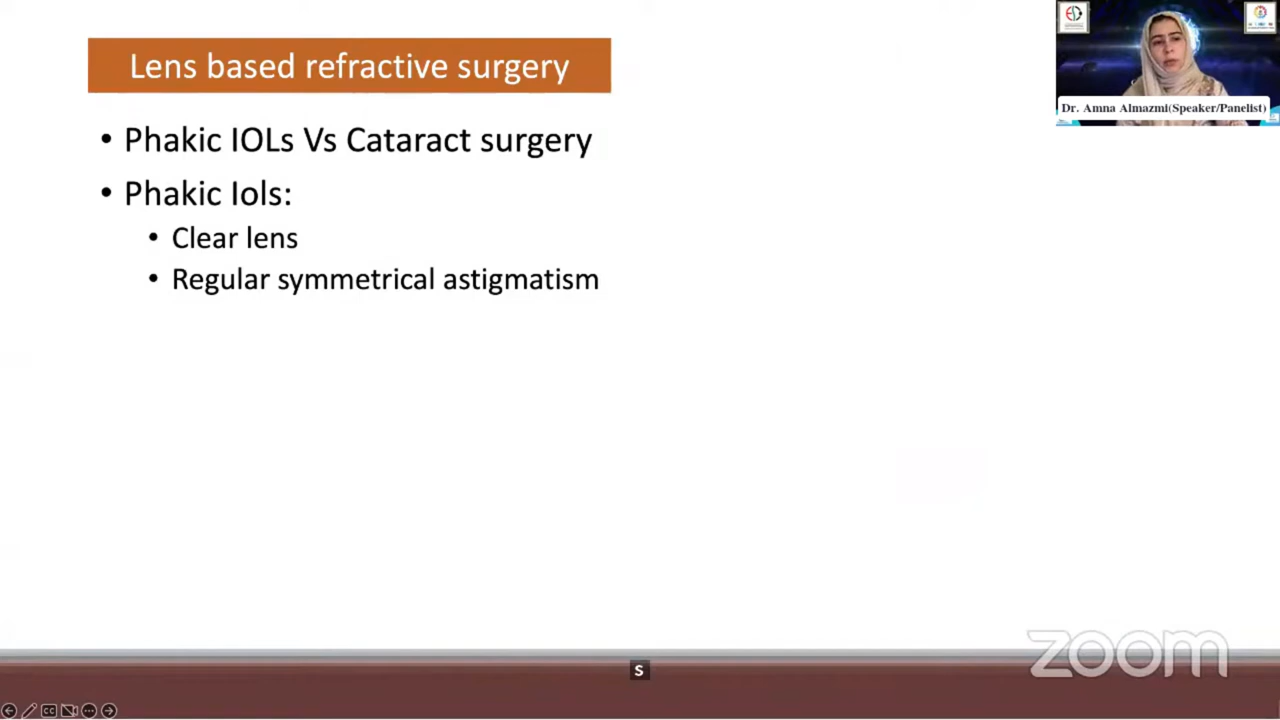 Lens based refractive surgery
• Phakic IOLs Vs Cataract surgery
• Phakic Iols:
• Clear lens
• Regular symmetrical astigmatism
Dr. Amna Almazmi(Speaker/Panelist)
zoom
S
CC